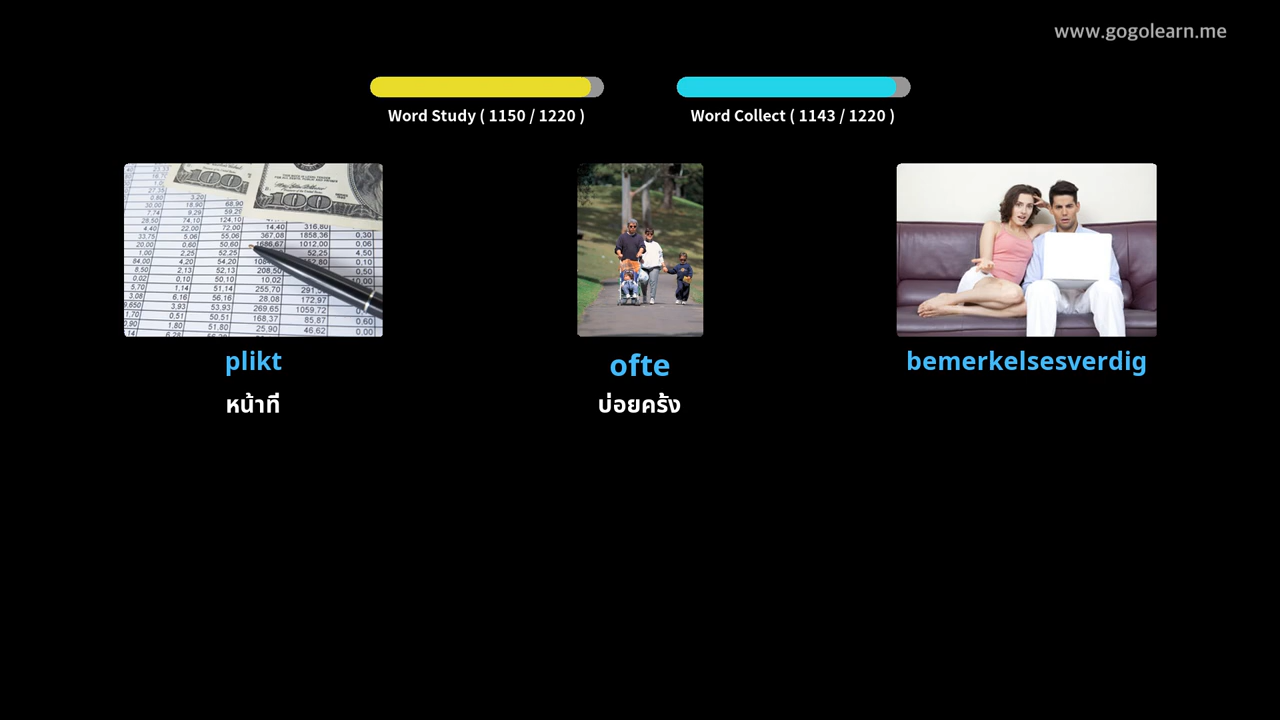 www.gogolearn.me
Word Study ( 1150 / 1220 )
Word Collect ( 1143 / 1220 )
plikt
ofte
bemerkelsesverdig
หน้าที่
บ่อยครั้ง